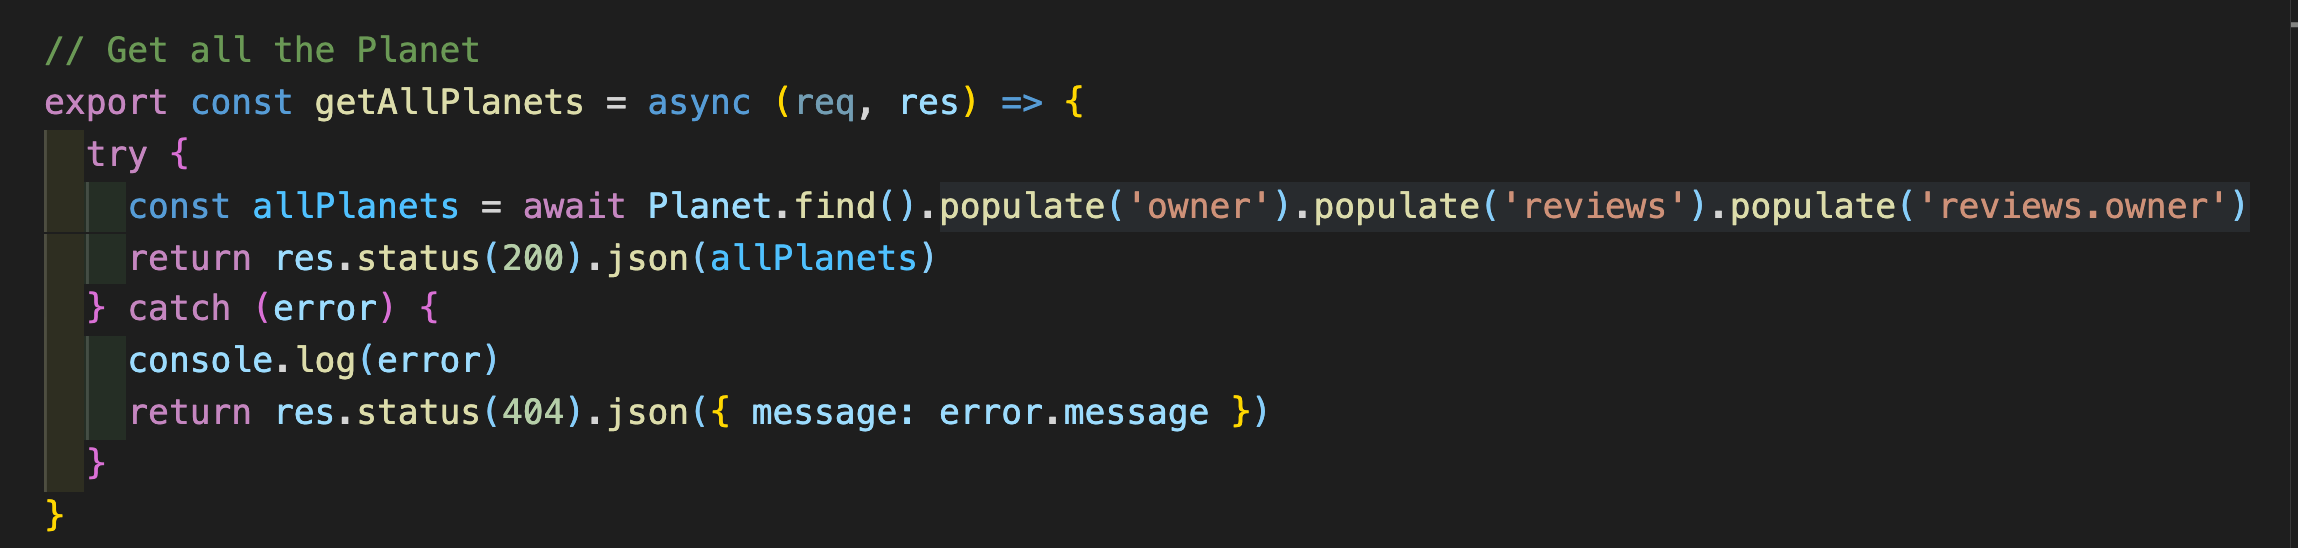 // Get all the Planet
export const getAllPlanets = async (req, res) => {
  try {
    const allPlanets = await Planet.find().populate('owner').populate('reviews').populate('reviews.owner')
    return res.status(200).json(allPlanets)
  } catch (error) {
    console.log(error)
    return res.status(404).json({ message: error.message })
  }
}